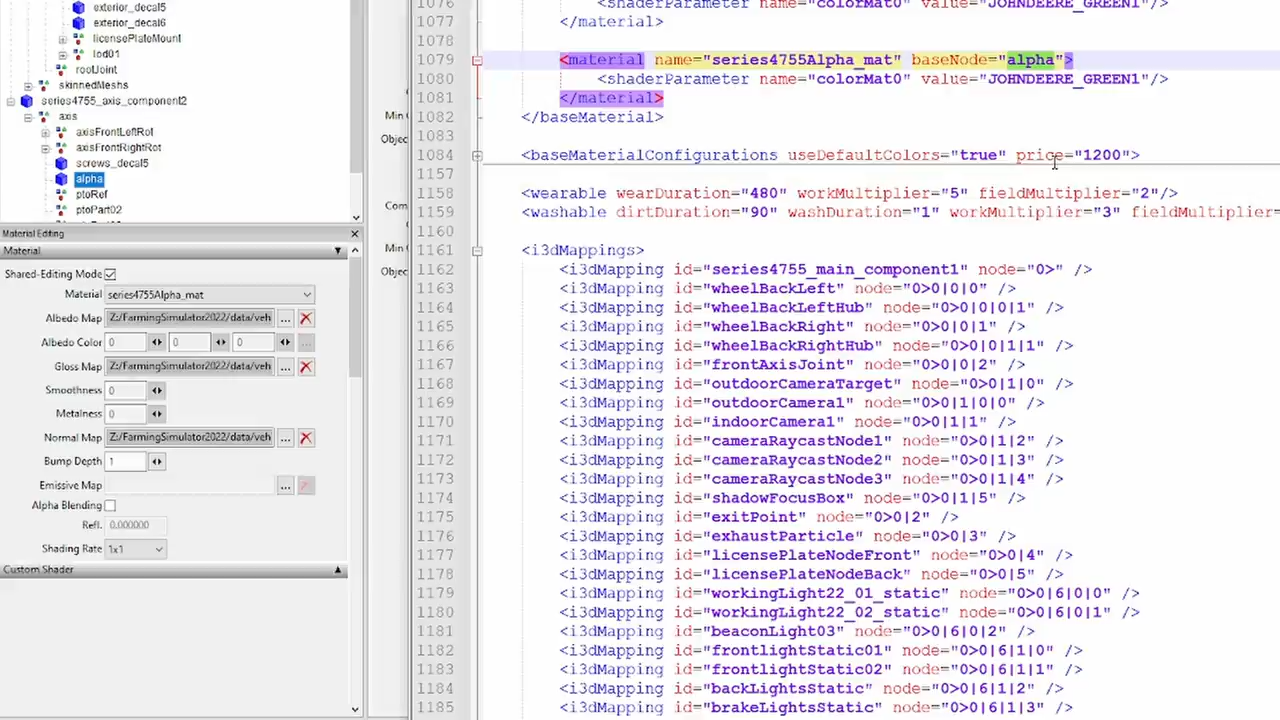 exterior_decal5
exterior_decal6
licensePlateMount
lod01
rootJoint
skinnedMeshs
series4755_axis_component2
axis
axisFrontLeftRot
axisFrontRightRot
screws_decal5
alpha
ptoRef
ptoPart02
Material Editing
Material
Shared-Editing Mode
Material series4755Alpha_mat
Albedo Map Z:/FarmingSimulator2022/data/veh ...
Albedo Color 0 0 0 ...
Gloss Map Z:/FarmingSimulator2022/data/veh ...
Smoothness 0
Metalness 0
Normal Map Z:/FarmingSimulator2022/data/veh ...
Bump Depth 1
Emissive Map ...
Alpha Blending
Refl. 0.000000
Shading Rate 1x1
Custom Shader
Min
Objec
Com
Min
Objec
1076 <shaderParameter name="colorMat0" value="JOHNDEERE_GREEN1"/>
1077 </material>
1078
1079 <material name="series4755Alpha_mat" baseNode="alpha">
1080 <shaderParameter name="colorMat0" value="JOHNDEERE_GREEN1"/>
1081 </material>
1082 </baseMaterial>
1083
1084 <baseMaterialConfigurations useDefaultColors="true" price="1200">
1157
1158 <wearable wearDuration="480" workMultiplier="5" fieldMultiplier="2"/>
1159 <washable dirtDuration="90" washDuration="1" workMultiplier="3" fieldMultiplier=
1160
1161 <i3dMappings>
1162 <i3dMapping id="series4755_main_component1" node="0>" />
1163 <i3dMapping id="wheelBackLeft" node="0>0|0|0" />
1164 <i3dMapping id="wheelBackLeftHub" node="0>0|0|0|1" />
1165 <i3dMapping id="wheelBackRight" node="0>0|0|1" />
1166 <i3dMapping id="wheelBackRightHub" node="0>0|0|1|1" />
1167 <i3dMapping id="frontAxisJoint" node="0>0|0|2" />
1168 <i3dMapping id="outdoorCameraTarget" node="0>0|1|0" />
1169 <i3dMapping id="outdoorCamera1" node="0>0|1|0|0" />
1170 <i3dMapping id="indoorCamera1" node="0>0|1|1" />
1171 <i3dMapping id="cameraRaycastNode1" node="0>0|1|2" />
1172 <i3dMapping id="cameraRaycastNode2" node="0>0|1|3" />
1173 <i3dMapping id="cameraRaycastNode3" node="0>0|1|4" />
1174 <i3dMapping id="shadowFocusBox" node="0>0|1|5" />
1175 <i3dMapping id="exitPoint" node="0>0|2" />
1176 <i3dMapping id="exhaustParticle" node="0>0|3" />
1177 <i3dMapping id="licensePlateNodeFront" node="0>0|4" />
1178 <i3dMapping id="licensePlateNodeBack" node="0>0|5" />
1179 <i3dMapping id="workingLight22_01_static" node="0>0|6|0|0" />
1180 <i3dMapping id="workingLight22_02_static" node="0>0|6|0|1" />
1181 <i3dMapping id="beaconLight03" node="0>0|6|0|2" />
1182 <i3dMapping id="frontlightStatic01" node="0>0|6|1|0" />
1183 <i3dMapping id="frontlightStatic02" node="0>0|6|1|1" />
1184 <i3dMapping id="backLightsStatic" node="0>0|6|1|2" />
1185 <i3dMapping id="brakeLightsStatic" node="0>0|6|1|3" />